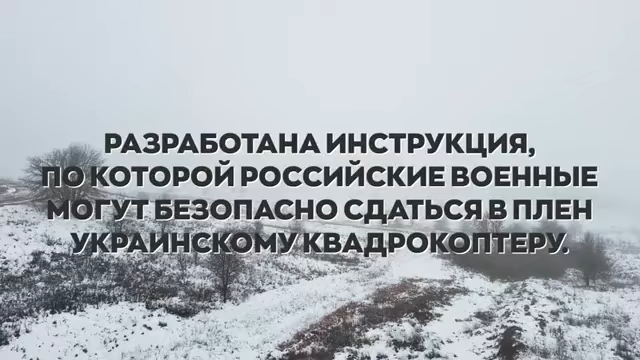 РАЗРАБОТАНА ИНСТРУКЦИЯ,
ПО КОТОРОЙ РОССИЙСКИЕ ВОЕННЫЕ
МОГУТ БЕЗОПАСНО СДАТЬСЯ В ПЛЕН
УКРАИНСКОМУ КВАДРОКОПТЕРУ.